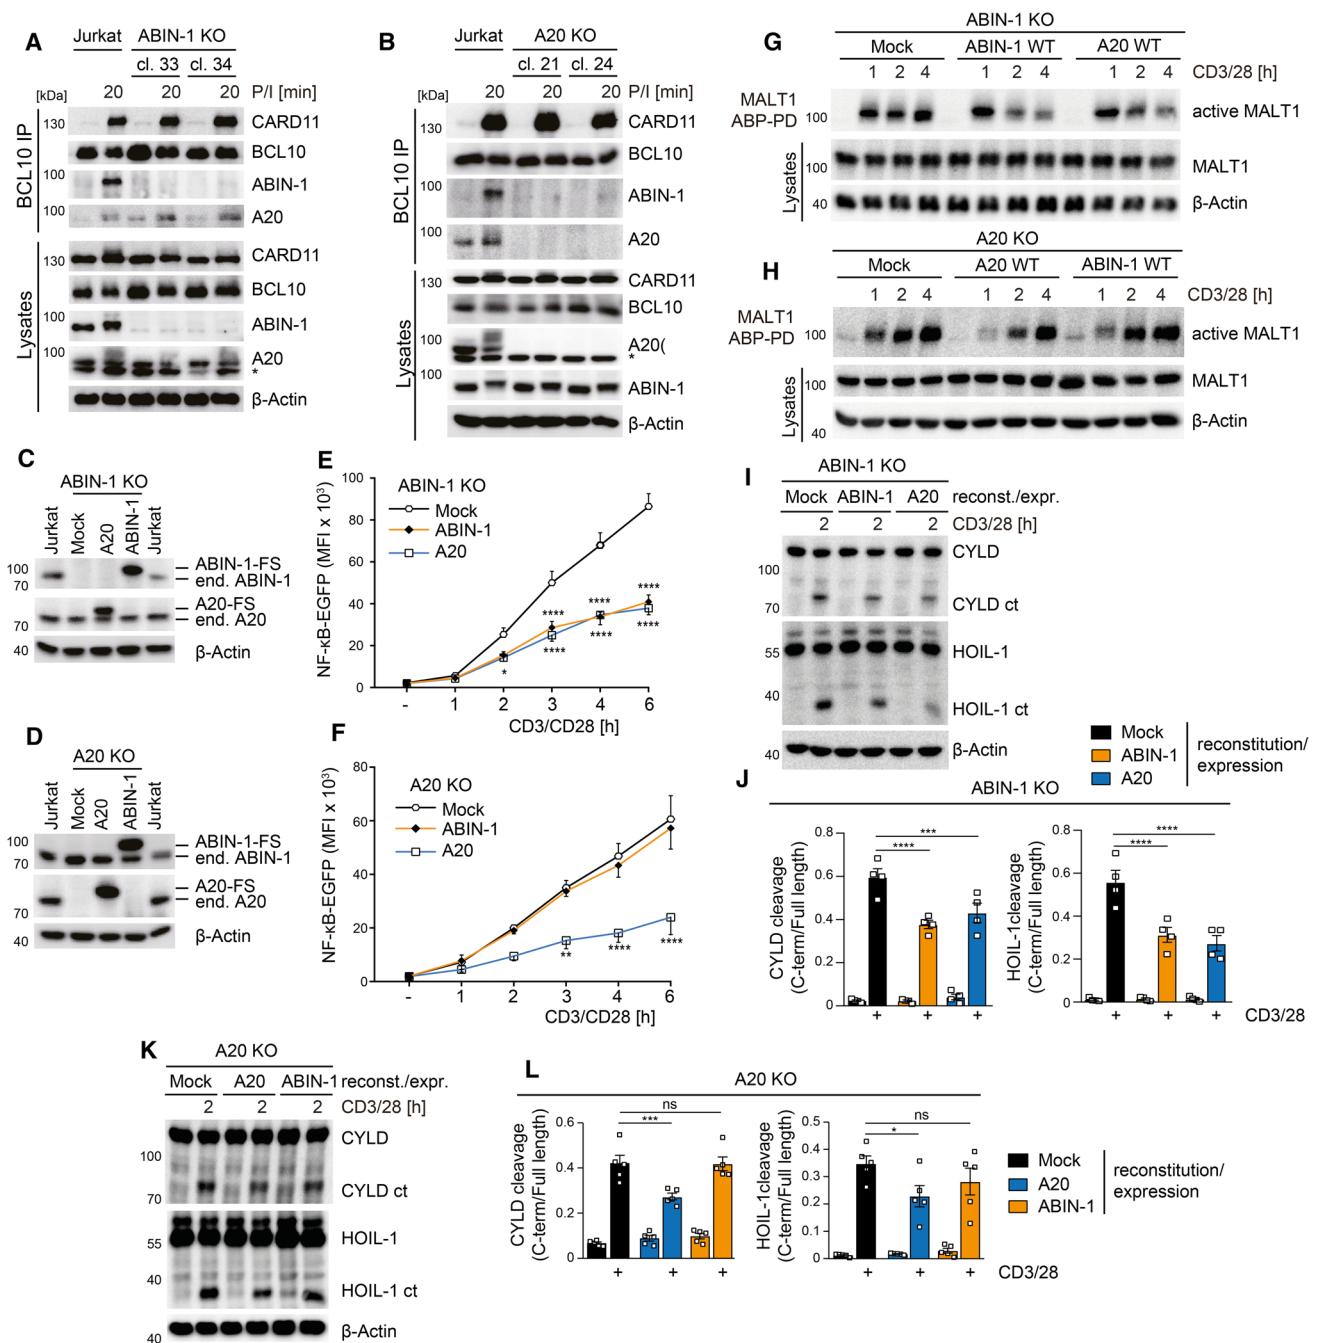 A
Jurkat ABIN-1 KO
cl. 33 cl. 34
[kDa] 20 20 20 P/I [min]
BCL10 IP
130 CARD11
BCL10
100 ABIN-1
100 A20
Lysates
130 CARD11
BCL10
100 ABIN-1
100 A20
*
β-Actin
B
Jurkat A20 KO
cl. 21 cl. 24
[kDa] 20 20 20 P/I [min]
BCL10 IP
130 CARD11
BCL10
100 ABIN-1
100 A20
Lysates
130 CARD11
BCL10
100 A20(
*
100 ABIN-1
β-Actin
G
ABIN-1 KO
Mock ABIN-1 WT A20 WT
1 2 4 1 2 4 1 2 4 CD3/28 [h]
MALT1
ABP-PD
100 active MALT1
Lysates
100 MALT1
40 β-Actin
H
A20 KO
Mock A20 WT ABIN-1 WT
1 2 4 1 2 4 1 2 4 CD3/28 [h]
MALT1
ABP-PD
100 active MALT1
Lysates
100 MALT1
40 β-Actin
C
ABIN-1 KO
Jurkat Mock A20 ABIN-1 Jurkat
100 ABIN-1-FS
70 end. ABIN-1
A20-FS
70 end. A20
40 β-Actin
D
A20 KO
Jurkat Mock A20 ABIN-1 Jurkat
100 ABIN-1-FS
70 end. ABIN-1
A20-FS
end. A20
70
40 β-Actin
E
NF-κB-EGFP (MFI x 10³)
100
80
60
40
20
0
ABIN-1 KO
Mock
ABIN-1
A20
*
****
****
****
****
****
****
- 1 2 3 4 6
CD3/CD28 [h]
F
NF-κB-EGFP (MFI x 10³)
80
60
40
20
0
A20 KO
Mock
ABIN-1
A20
**
****
****
- 1 2 3 4 6
CD3/CD28 [h]
I
ABIN-1 KO
Mock ABIN-1 A20 reconst./expr.
2 2 2 CD3/28 [h]
CYLD
100
70 CYLD ct
55 HOIL-1
40
HOIL-1 ct
40 β-Actin
Mock
ABIN-1
A20
reconstitution/
expression
J
ABIN-1 KO
CYLD cleavage
(C-term/Full length)
0.8
0.6
0.4
0.2
0
***
****
+ + +
HOIL-1cleavage
(C-term/Full length)
0.8
0.6
0.4
0.2
0
****
****
+ + + CD3/28
K
A20 KO
Mock A20 ABIN-1 reconst./expr.
2 2 2 CD3/28 [h]
CYLD
100
70 CYLD ct
55 HOIL-1
40
HOIL-1 ct
40 β-Actin
L
A20 KO
CYLD cleavage
(C-term/Full length)
0.6
0.4
0.2
0
ns
***
+ + +
HOIL-1cleavage
(C-term/Full length)
0.5
0.4
0.3
0.2
0.1
0
ns
*
+ + + CD3/28
Mock
A20
ABIN-1
reconstitution/
expression